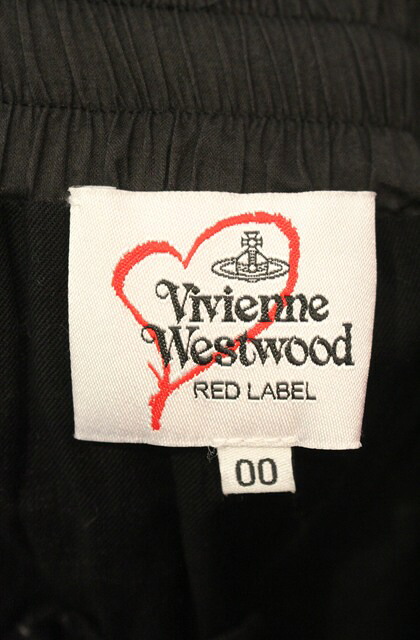 Vivienne
Westwood
RED LABEL
00